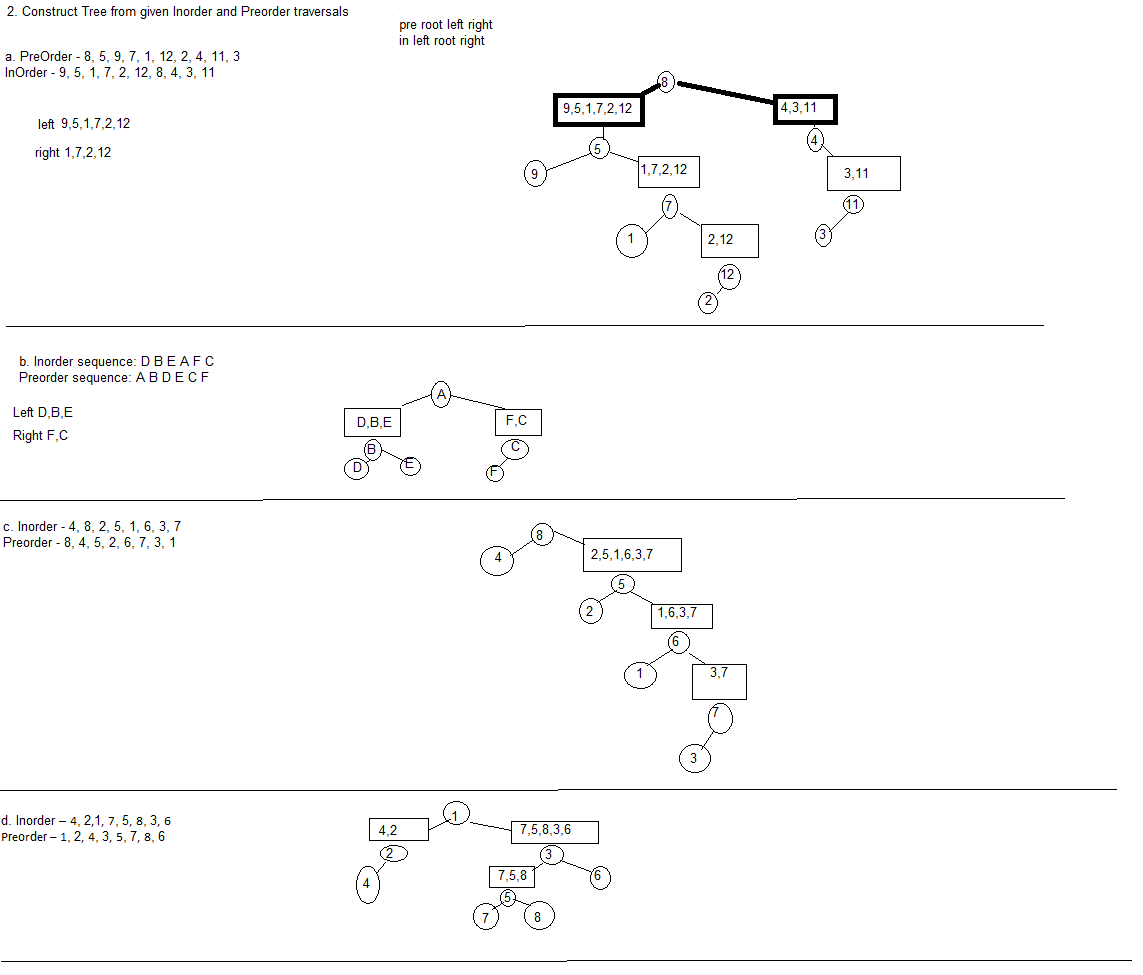 2. Construct Tree from given Inorder and Preorder traversals
pre root left right
in left root right
a. PreOrder - 8, 5, 9, 7, 1, 12, 2, 4, 11, 3
InOrder - 9, 5, 1, 7, 2, 12, 8, 4, 3, 11
left 9,5,1,7,2,12
right 1,7,2,12
8
9,5,1,7,2,12
4,3,11
5
4
9
1,7,2,12
3,11
7
11
1
2,12
3
12
2
b. Inorder sequence: D B E A F C
Preorder sequence: A B D E C F
Left D,B,E
Right F,C
A
D,B,E
F,C
B
C
D
E
F
c. Inorder - 4, 8, 2, 5, 1, 6, 3, 7
Preorder - 8, 4, 5, 2, 6, 7, 3, 1
8
4
2,5,1,6,3,7
5
2
1,6,3,7
6
1
3,7
7
3
d. Inorder – 4, 2,1, 7, 5, 8, 3, 6
Preorder – 1, 2, 4, 3, 5, 7, 8, 6
1
4,2
7,5,8,3,6
2
3
4
7,5,8
6
5
7
8